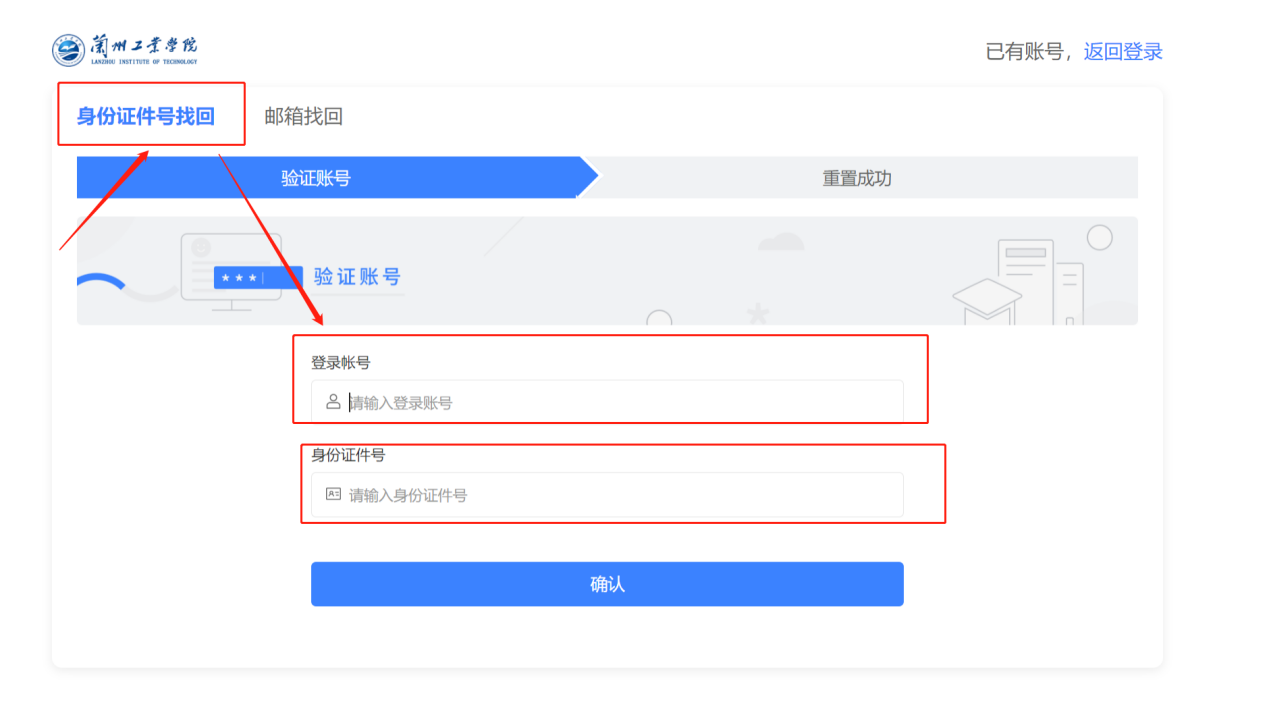 兰州工业学院
LANZHOU INSTITUTE OF TECHNOLOGY
已有账号，返回登录
身份证件号找回 邮箱找回
验证账号 重置成功
***| 验证账号
登录帐号
请输入登录账号
身份证件号
请输入身份证件号
确认